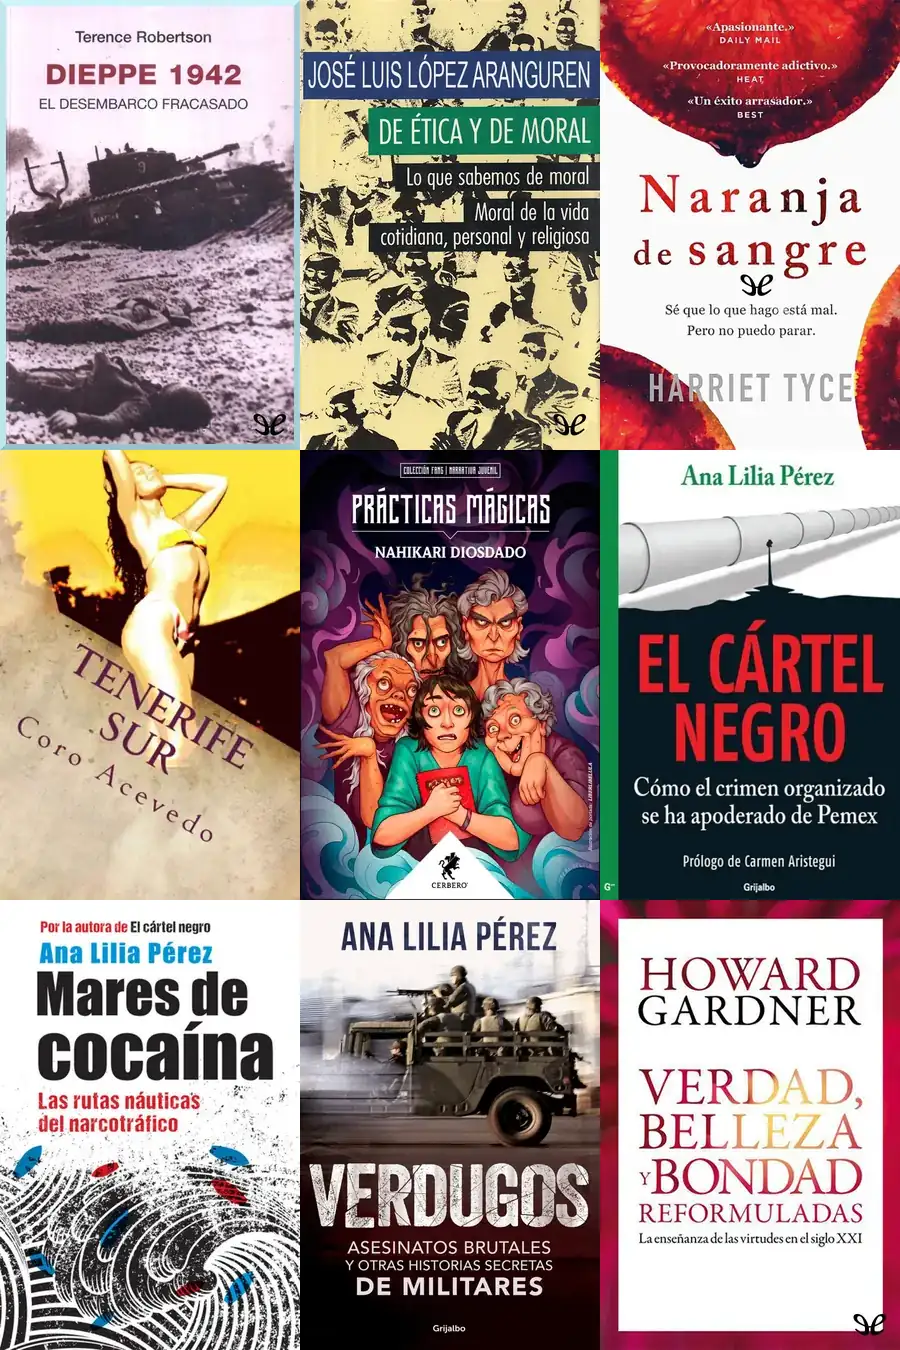 Terence Robertson
DIEPPE 1942
EL DESEMBARCO FRACASADO
JOSÉ LUIS LÓPEZ ARANGUREN
DE ÉTICA Y DE MORAL
Lo que sabemos de moral
Moral de la vida
cotidiana, personal y religiosa
«Apasionante.»
DAILY MAIL
«Provocadoramente adictivo.»
HEAT
«Un éxito arrasador.»
BEST
Naranja
de sangre
Sé que lo que hago está mal.
Pero no puedo parar.
HARRIET TYCE
TENERIFE
SUR
Coro Acevedo
COLECCIÓN FANS | NARRATIVA JUVENIL
PRÁCTICAS MÁGICAS
NAHIKARI DIOSDADO
CERBERO
Ana Lilia Pérez
EL CÁRTEL
NEGRO
Cómo el crimen organizado
se ha apoderado de Pemex
Prólogo de Carmen Aristegui
Grijalbo
Por la autora de El cártel negro
Ana Lilia Pérez
Mares de
cocaína
Las rutas náuticas
del narcotráfico
ANA LILIA PÉREZ
VERDUGOS
ASESINATOS BRUTALES
Y OTRAS HISTORIAS SECRETAS
DE MILITARES
Grijalbo
HOWARD
GARDNER
VERDAD,
BELLEZA
Y BONDAD
REFORMULADAS
La enseñanza de las virtudes en el siglo XXI